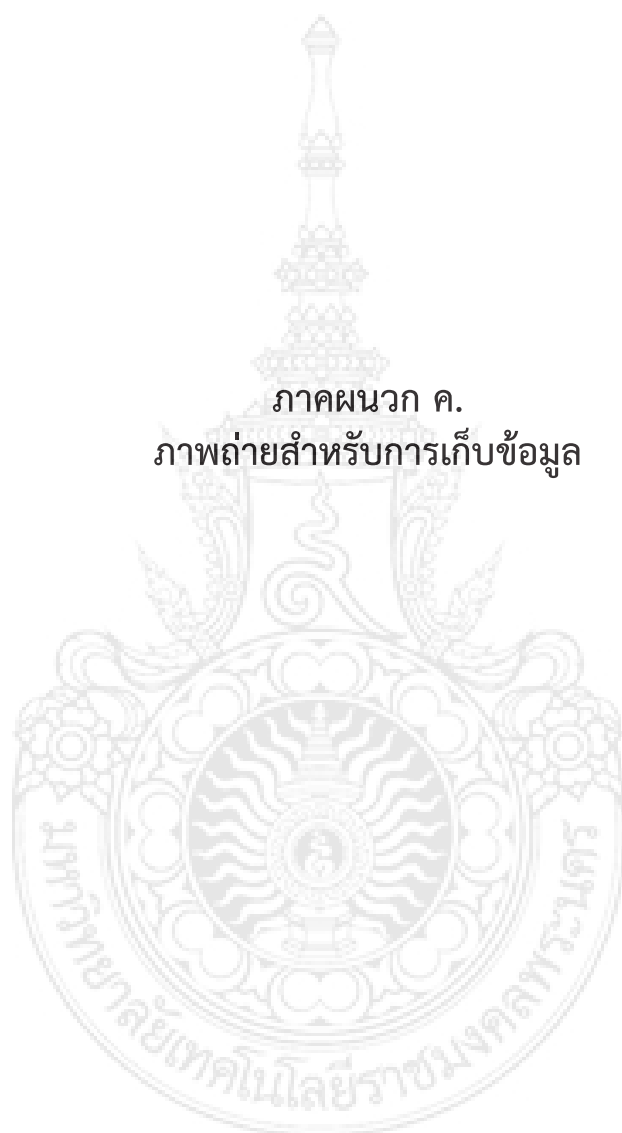 ภาคผนวก ค.
ภาพถ่ายสำหรับการเก็บข้อมูล
มหาวิทยาลัยเทคโนโลยีราชมงคลพระนคร